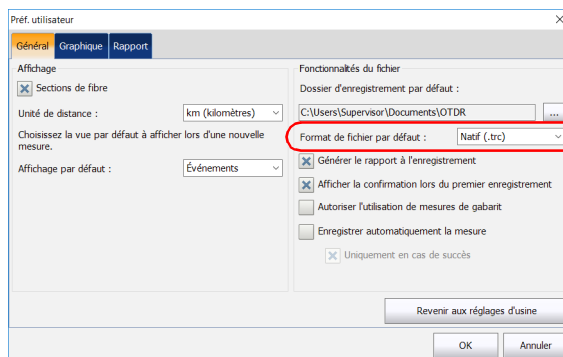 Préf. utilisateur
Général Graphique Rapport
Affichage
Sections de fibre
Unité de distance : km (kilomètres)
Choisissez la vue par défaut à afficher lors d'une nouvelle
mesure.
Affichage par défaut : Événements
Fonctionnalités du fichier
Dossier d'enregistrement par défaut :
C:\Users\Supervisor\Documents\OTDR ...
Format de fichier par défaut : Natif (.trc)
Générer le rapport à l'enregistrement
Afficher la confirmation lors du premier enregistrement
Autoriser l'utilisation de mesures de gabarit
Enregistrer automatiquement la mesure
Uniquement en cas de succès
Revenir aux réglages d'usine
OK Annuler